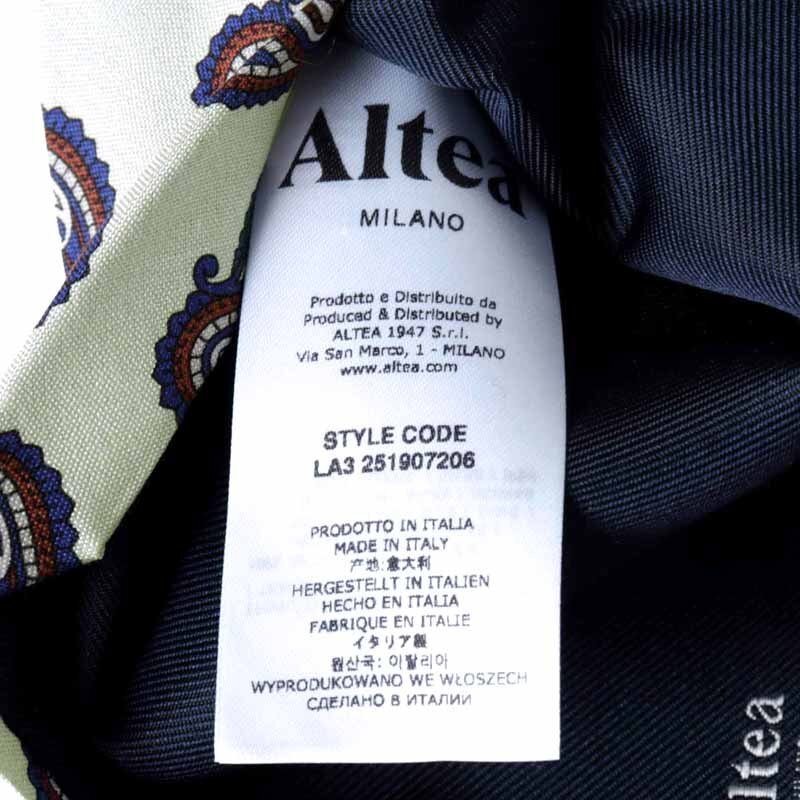 Altea
MILANO
Prodotto e Distribuito da
Produced & Distributed by
ALTEA 1947 S.r.l.
Via San Marco, 1 - MILANO
www.altea.com
STYLE CODE
LA3 251907206
PRODOTTO IN ITALIA
MADE IN ITALY
产地:意大利
HERGESTELLT IN ITALIEN
HECHO EN ITALIA
FABRIQUE EN ITALIE
イタリア製
원산국: 이탈리아
WYPRODUKOWANO WE WŁOSZECH
СДЕЛАНО В ИТАЛИИ
ltea